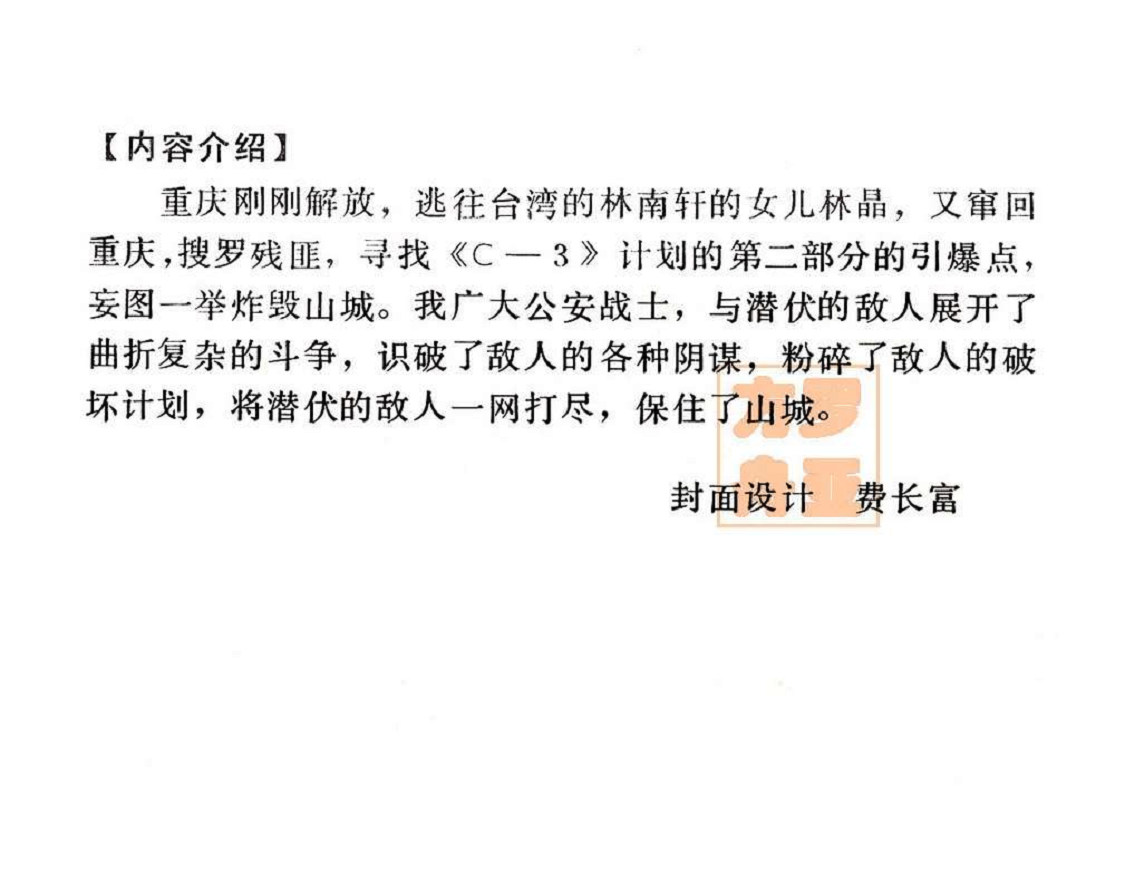 【内容介绍】
重庆刚刚解放，逃往台湾的林南轩的女儿林晶，又窜回
重庆，搜罗残匪，寻找《C—3》计划的第二部分的引爆点，
妄图一举炸毁山城。我广大公安战士，与潜伏的敌人展开了
曲折复杂的斗争，识破了敌人的各种阴谋，粉碎了敌人的破
坏计划，将潜伏的敌人一网打尽，保住了山城。
封面设计　费长富